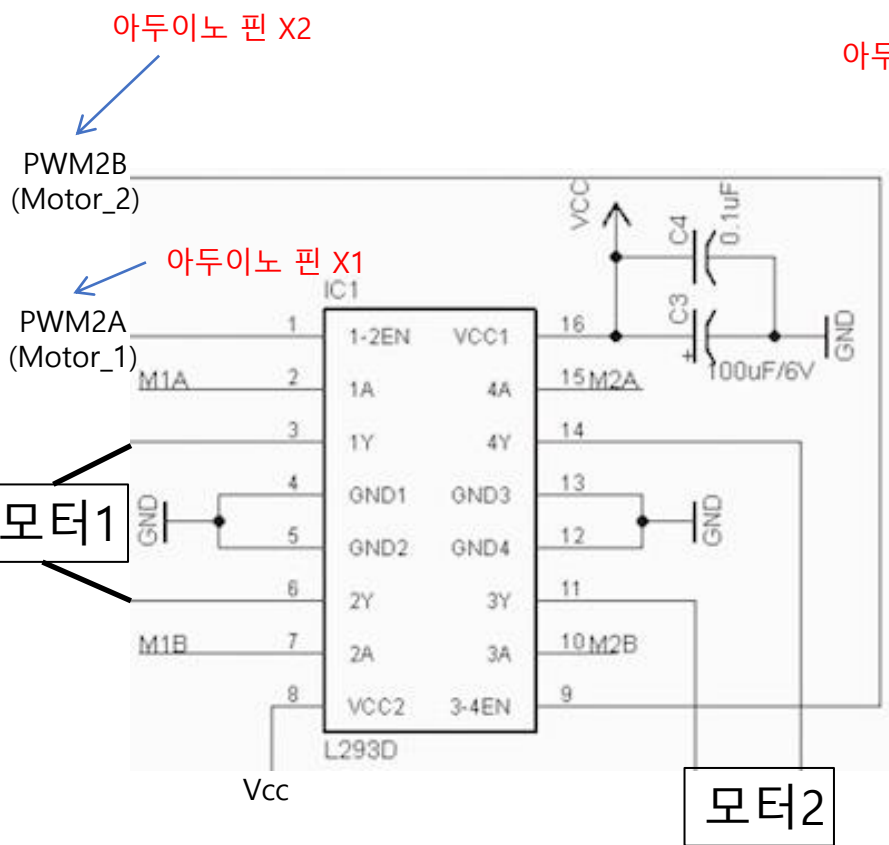 아두이노 핀 X2
아두
PWM2B
(Motor_2)
아두이노 핀 X1
PWM2A
(Motor_1)
IC1
VCC
C4
0.1uF
C3
+
100uF/6V
GND
1 1-2EN VCC1 16
M1A 2 1A 4A 15 M2A
3 1Y 4Y 14
4 GND1 GND3 13
모터1
GND
GND
5 GND2 GND4 12
6 2Y 3Y 11
M1B 7 2A 3A 10 M2B
8 VCC2 3-4EN 9
L293D
Vcc
모터2